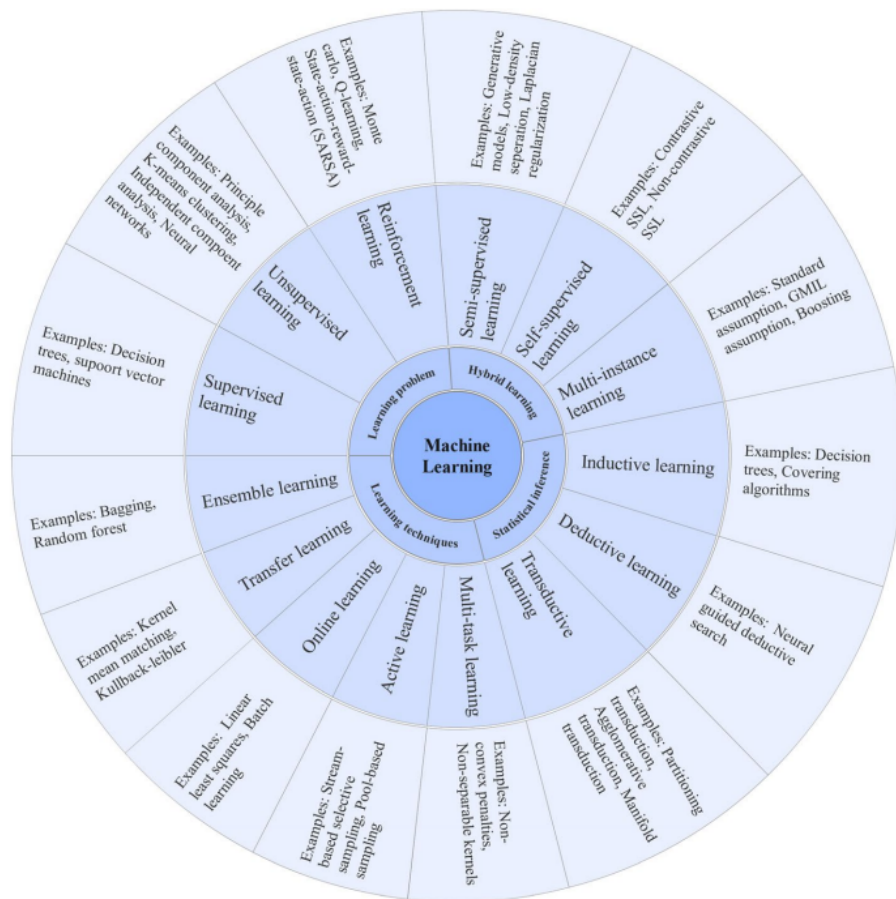 Machine
Learning
Learning problem
Hybrid learning
Statistical inference
Learning techniques
Supervised
learning
Unsupervised
learning
Reinforcement
learning
Semi-supervised
learning
Self-supervised
learning
Multi-instance
learning
Inductive learning
Deductive learning
Transductive
learning
Multi-task learning
Active learning
Online learning
Transfer learning
Ensemble learning
Examples: Decision
trees, supoort vector
machines
Examples: Principle
component analysis,
K-means clustering,
Independent compoent
analysis, Neural
networks
Examples: Monte
carlo, Q-learning,
State-action-reward-
state-action (SARSA)
Examples: Generative
models, Low-density
seperation, Laplacian
regularization
Examples: Contrastive
SSL, Non-contrastive
SSL
Examples: Standard
assumption, GMIL
assumption, Boosting
Examples: Decision
trees, Covering
algorithms
Examples: Neural
guided deductive
search
Examples: Partitioning
transduction,
Agglomerative
transduction, Manifold
transduction
Examples: Non-
convex penalties,
Non-separable kernels
Examples: Stream-
based selective
sampling, Pool-based
sampling
Examples: Linear
least squares, Batch
learning
Examples: Kernel
mean matching,
Kullback-leibler
Examples: Bagging,
Random forest